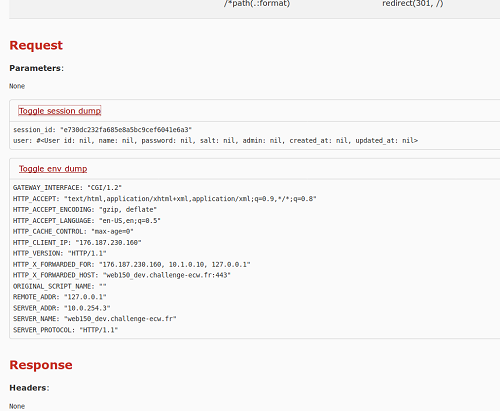 /*path(.:format) redirect(301, /)
Request
Parameters:
None
Toggle session dump
session_id: "e730dc232fa685e8a5bc9cef6041e6a3"
user: #<User id: nil, name: nil, password: nil, salt: nil, admin: nil, created_at: nil, updated_at: nil>
Toggle env dump
GATEWAY_INTERFACE: "CGI/1.2"
HTTP_ACCEPT: "text/html,application/xhtml+xml,application/xml;q=0.9,*/*;q=0.8"
HTTP_ACCEPT_ENCODING: "gzip, deflate"
HTTP_ACCEPT_LANGUAGE: "en-US,en;q=0.5"
HTTP_CACHE_CONTROL: "max-age=0"
HTTP_CLIENT_IP: "176.187.230.160"
HTTP_VERSION: "HTTP/1.1"
HTTP_X_FORWARDED_FOR: "176.187.230.160, 10.1.0.10, 127.0.0.1"
HTTP_X_FORWARDED_HOST: "web150_dev.challenge-ecw.fr:443"
ORIGINAL_SCRIPT_NAME: ""
REMOTE_ADDR: "127.0.0.1"
SERVER_ADDR: "10.0.254.3"
SERVER_NAME: "web150_dev.challenge-ecw.fr"
SERVER_PROTOCOL: "HTTP/1.1"
Response
Headers:
None